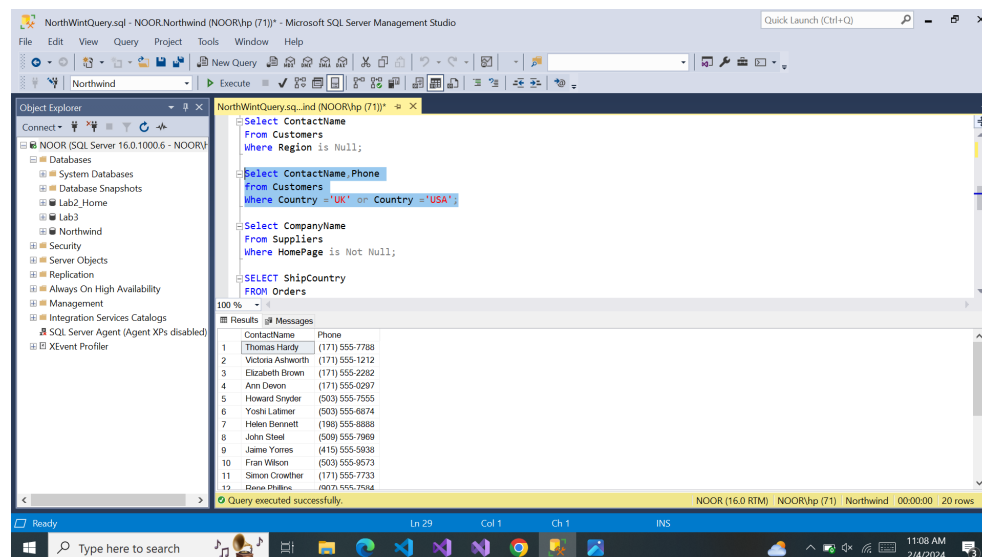 NorthWintQuery.sql - NOOR.Northwind (NOOR\hp (71))* - Microsoft SQL Server Management Studio
Quick Launch (Ctrl+Q)
File Edit View Query Project Tools Window Help
New Query
Northwind
Execute
Object Explorer
NorthWintQuery.sq...ind (NOOR\hp (71))*
Connect
NOOR (SQL Server 16.0.1000.6 - NOOR\H
Databases
System Databases
Database Snapshots
Lab2_Home
Lab3
Northwind
Security
Server Objects
Replication
Always On High Availability
Management
Integration Services Catalogs
SQL Server Agent (Agent XPs disabled)
XEvent Profiler
Select ContactName
From Customers
Where Region is Null;
Select ContactName,Phone
from Customers
Where Country ='UK' or Country ='USA';
Select CompanyName
From Suppliers
Where HomePage is Not Null;
SELECT ShipCountry
FROM Orders
100 %
Results Messages
ContactName Phone
1 Thomas Hardy (171) 555-7788
2 Victoria Ashworth (171) 555-1212
3 Elizabeth Brown (171) 555-2282
4 Ann Devon (171) 555-0297
5 Howard Snyder (503) 555-7555
6 Yoshi Latimer (503) 555-6874
7 Helen Bennett (198) 555-8888
8 John Steel (509) 555-7969
9 Jaime Yorres (415) 555-5938
10 Fran Wilson (503) 555-9573
11 Simon Crowther (171) 555-7733
12 Rene Phillips (907) 555-7584
Query executed successfully.
NOOR (16.0 RTM) NOOR\hp (71) Northwind 00:00:00 20 rows
Ready Ln 29 Col 1 Ch 1 INS
Type here to search
11:08 AM
2/4/2024